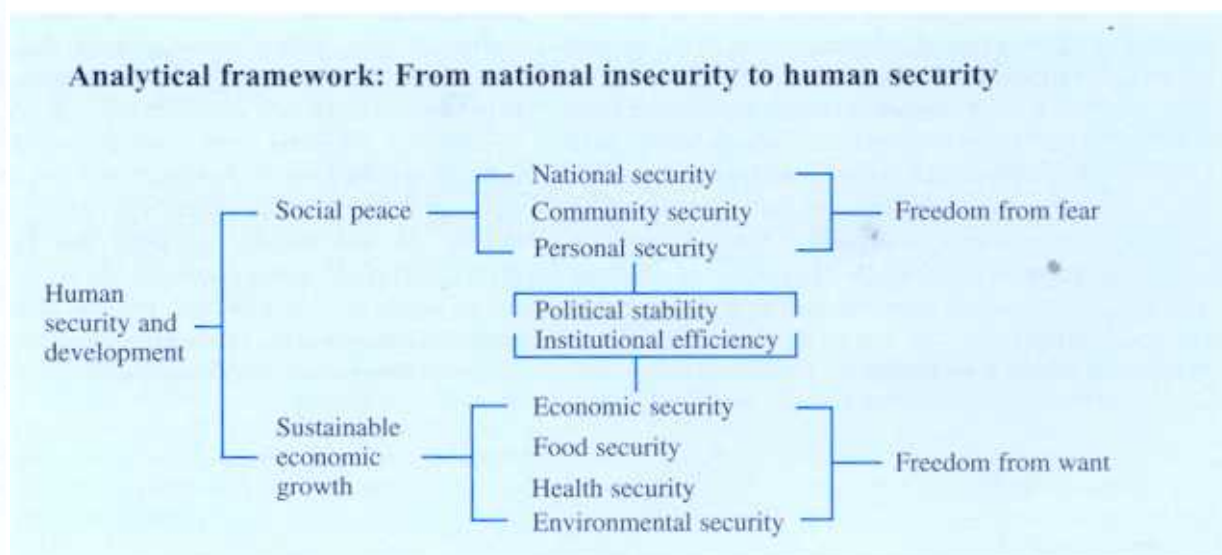 Analytical framework: From national insecurity to human security
National security
Social peace
Community security
Freedom from fear
Personal security
Human
security and
development
Political stability
Institutional efficiency
Economic security
Sustainable
economic
growth
Food security
Freedom from want
Health security
Environmental security